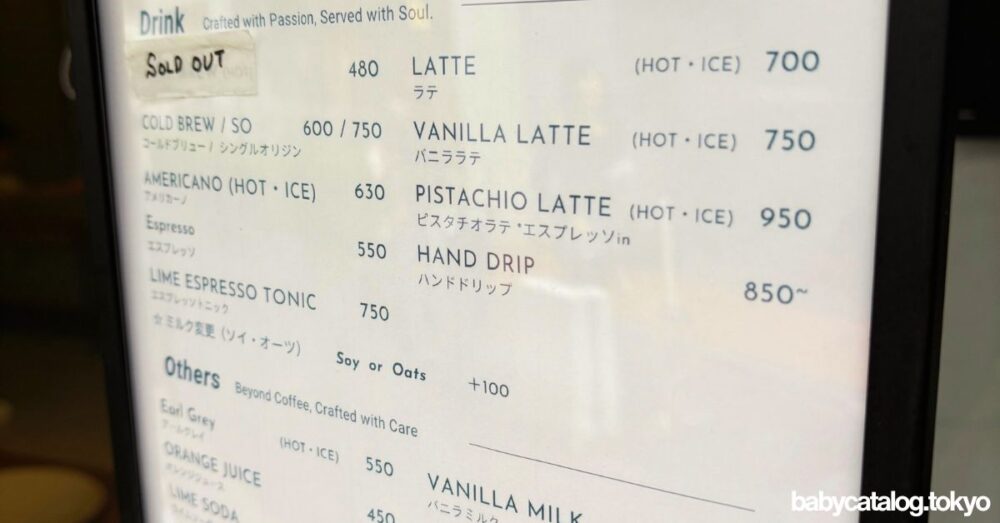 Drink Crafted with Passion, Served with Soul.
SOLD OUT 480
COLD BREW / SO 600 / 750
コールドブリュー / シングルオリジン
AMERICANO (HOT・ICE) 630
アメリカーノ
Espresso 550
エスプレッソ
LIME ESPRESSO TONIC 750
エスプレッソトニック
☆ミルク変更 (ソイ・オーツ) Soy or Oats +100
LATTE (HOT・ICE) 700
ラテ
VANILLA LATTE (HOT・ICE) 750
バニララテ
PISTACHIO LATTE (HOT・ICE) 950
ピスタチオラテ *エスプレッソin
HAND DRIP 850~
ハンドドリップ
Others Beyond Coffee, Crafted with Care
Earl Grey (HOT・ICE) 550
アールグレイ
ORANGE JUICE 450
オレンジジュース
LIME SODA
VANILLA MILK
バニラミルク
babycatalog.tokyo